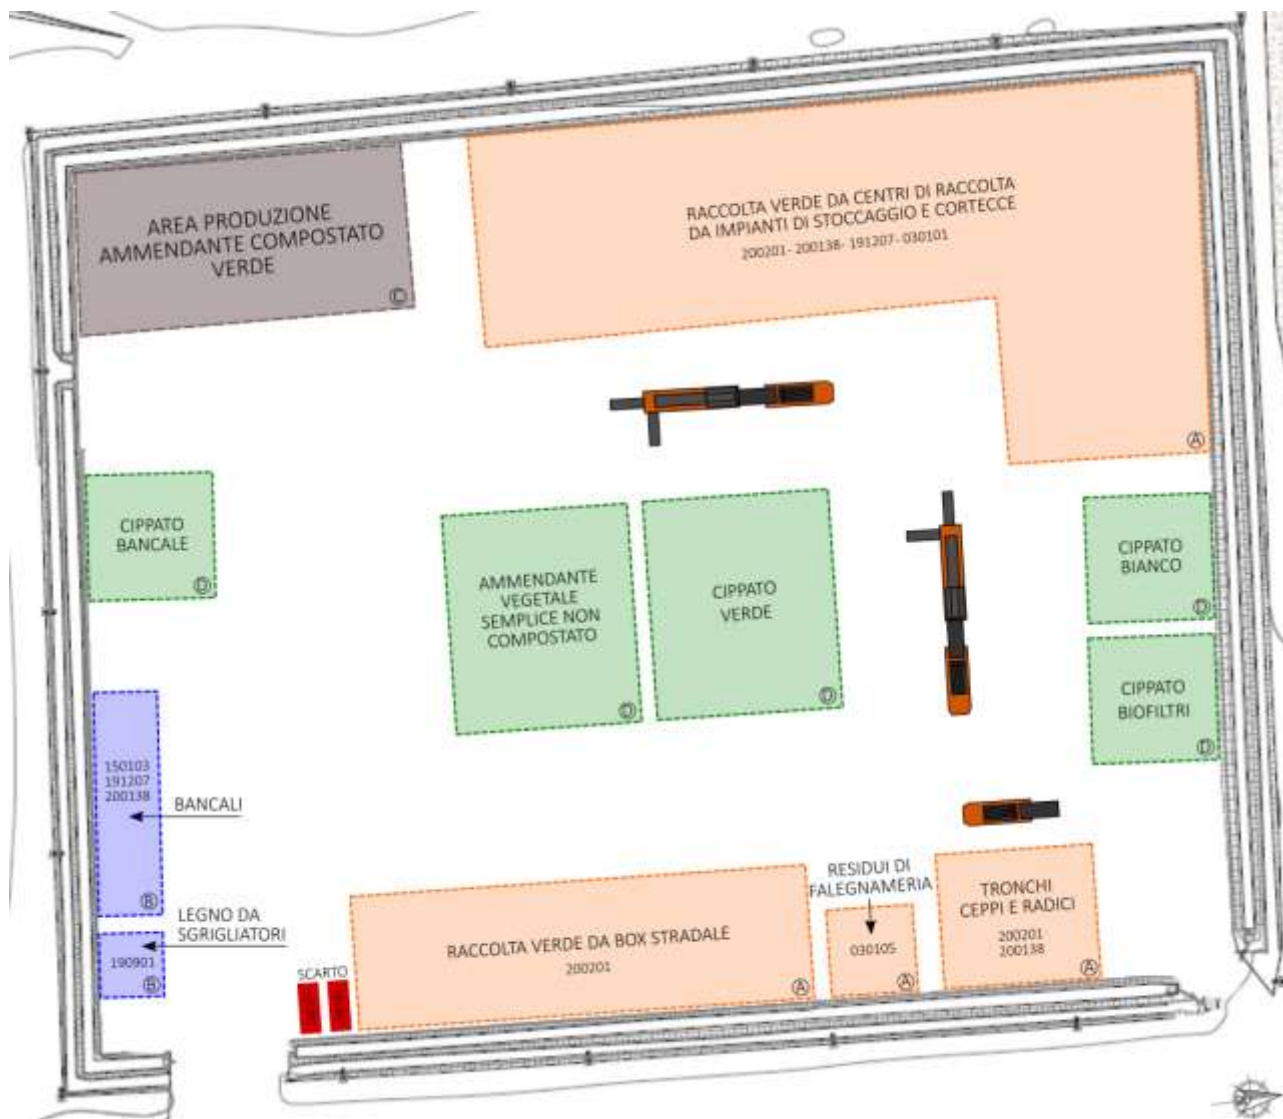 AREA PRODUZIONE
AMMENDANTE COMPOSTATO
VERDE
C
RACCOLTA VERDE DA CENTRI DI RACCOLTA
DA IMPIANTI DI STOCCAGGIO E CORTECCE
200201- 200138- 191207- 030101
A
CIPPATO
BANCALE
D
AMMENDANTE
VEGETALE
SEMPLICE NON
COMPOSTATO
D
CIPPATO
VERDE
D
CIPPATO
BIANCO
D
CIPPATO
BIOFILTRI
D
150103
191207
200138
B
BANCALI
LEGNO DA
SGRIGLIATORI
190901
B
SCARTO
RACCOLTA VERDE DA BOX STRADALE
200201
A
RESIDUI DI
FALEGNAMERIA
030105
A
TRONCHI
CEPPI E RADICI
200201
200138
A